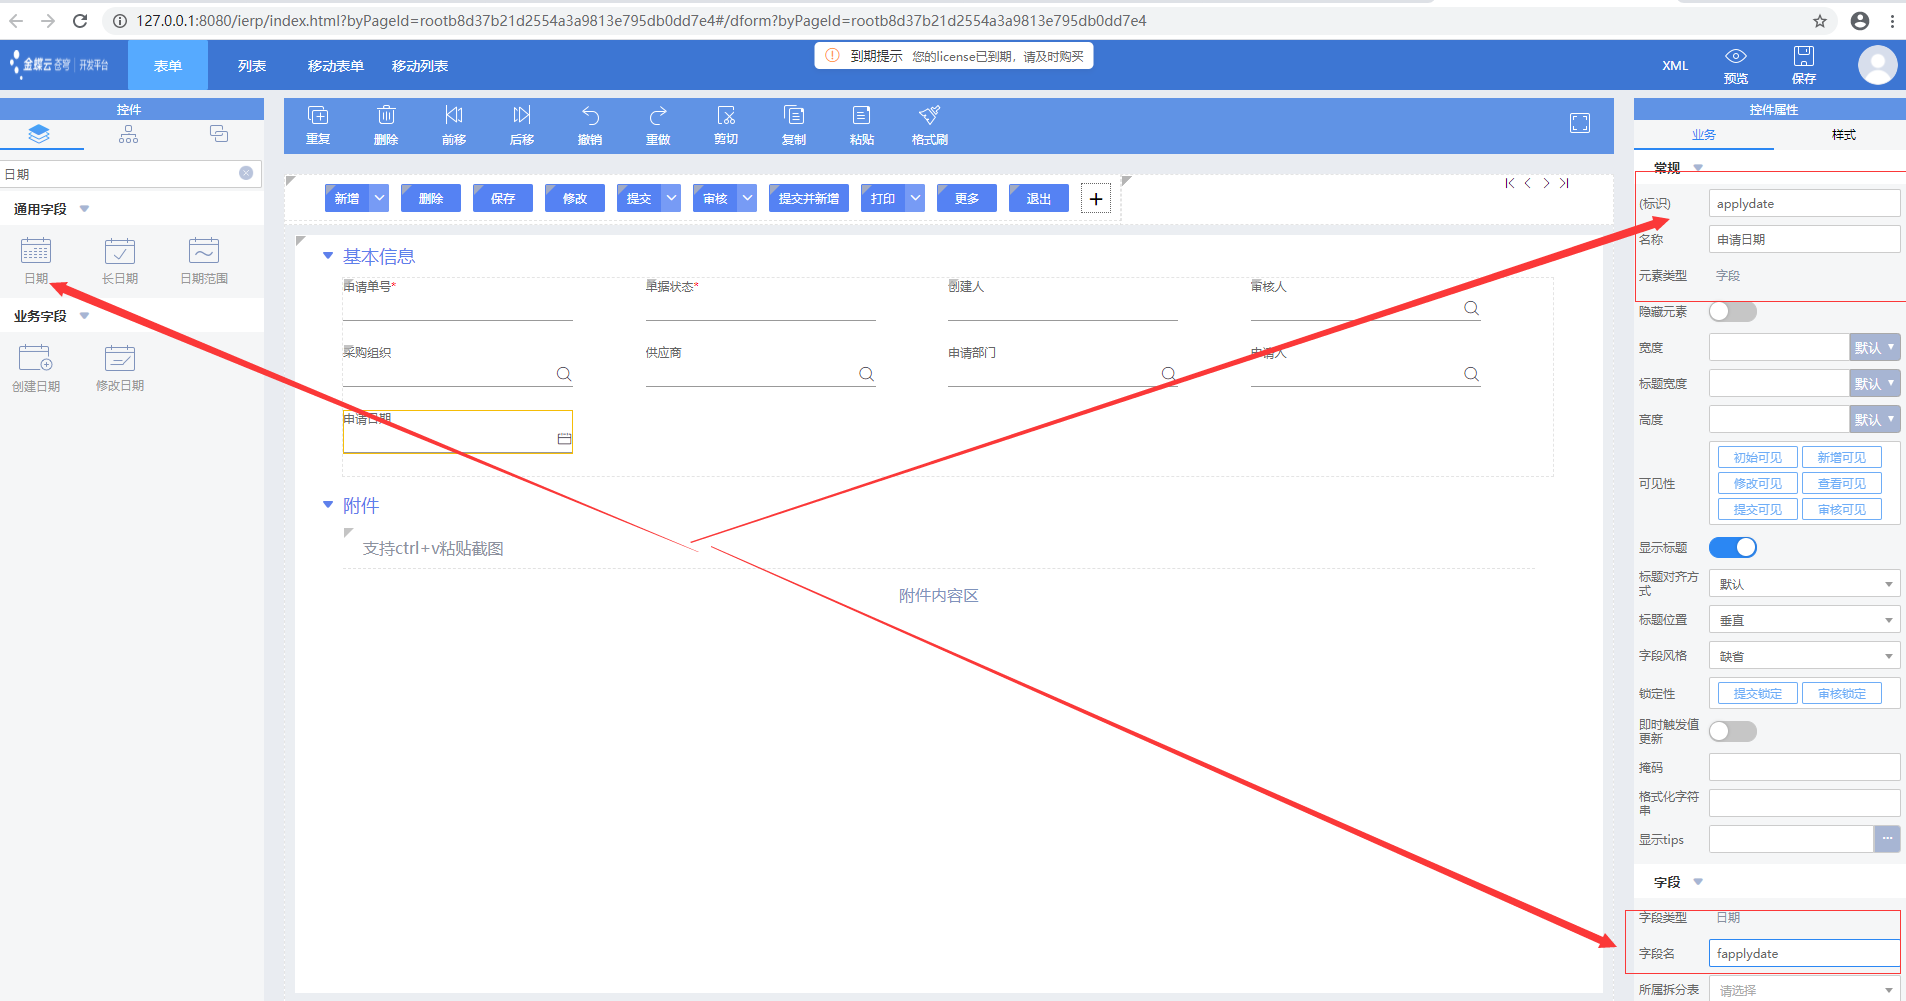 127.0.0.1:8080/ierp/index.html?byPageId=rootb8d37b21d2554a3a9813e795db0dd7e4#/dform?byPageId=rootb8d37b21d2554a3a9813e795db0dd7e4
金蝶云 苍穹 | 开发平台
表单
列表
移动表单
移动列表
到期提示 您的license已到期，请及时购买
XML
预览
保存
控件
日期
通用字段
日期
长日期
日期范围
业务字段
创建日期
修改日期
重复
删除
前移
后移
撤销
重做
剪切
复制
粘贴
格式刷
新增
删除
保存
修改
提交
审核
提交并新增
打印
更多
退出
基本信息
申请单号*
单据状态*
创建人
审核人
采购组织
供应商
申请部门
申请人
申请日期
附件
支持ctrl+v粘贴截图
附件内容区
控件属性
业务
样式
常规
(标识) applydate
名称 申请日期
元素类型 字段
隐藏元素
宽度 默认
标题宽度 默认
高度 默认
可见性
初始可见 新增可见
修改可见 查看可见
提交可见 审核可见
显示标题
标题对齐方式 默认
标题位置 垂直
字段风格 缺省
锁定性 提交锁定 审核锁定
即时触发值更新
掩码
格式化字符串
显示tips ...
字段
字段类型 日期
字段名 fapplydate
所属拆分表 请选择